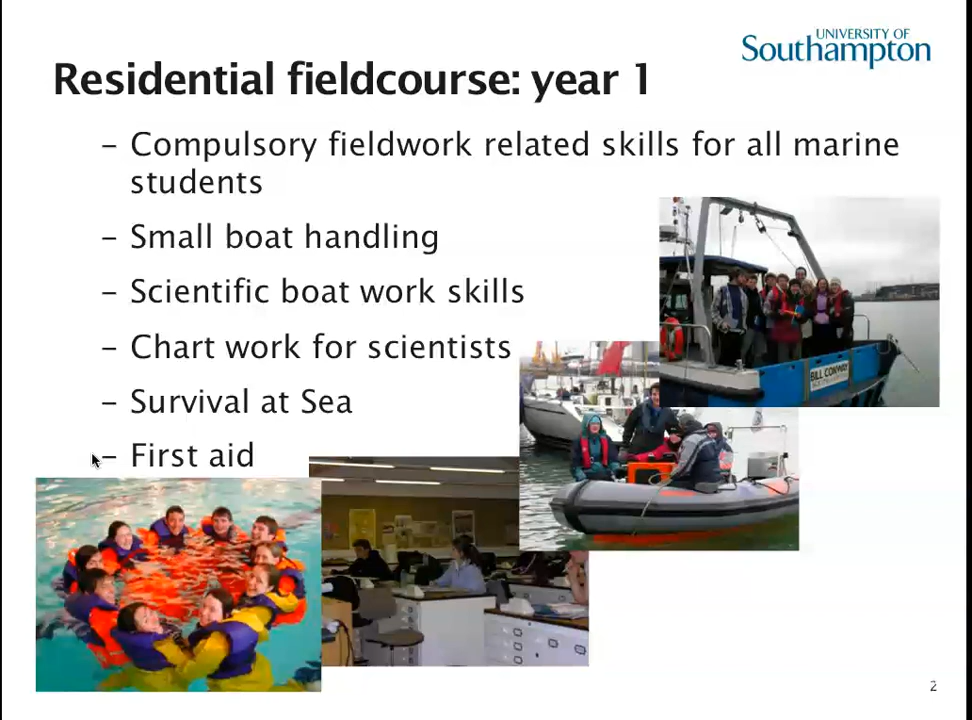 UNIVERSITY OF
Southampton
Residential fieldcourse: year 1
– Compulsory fieldwork related skills for all marine
students
– Small boat handling
– Scientific boat work skills
– Chart work for scientists
– Survival at Sea
– First aid
BILL CONWAY
2